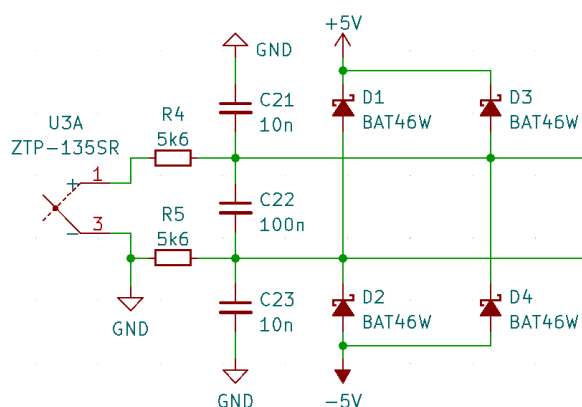 +5V
GND
D1
BAT46W
D3
BAT46W
C21
10n
U3A
ZTP-135SR
R4
5k6
1
+
C22
100n
3
-
R5
5k6
D2
BAT46W
D4
BAT46W
C23
10n
GND
GND
-5V